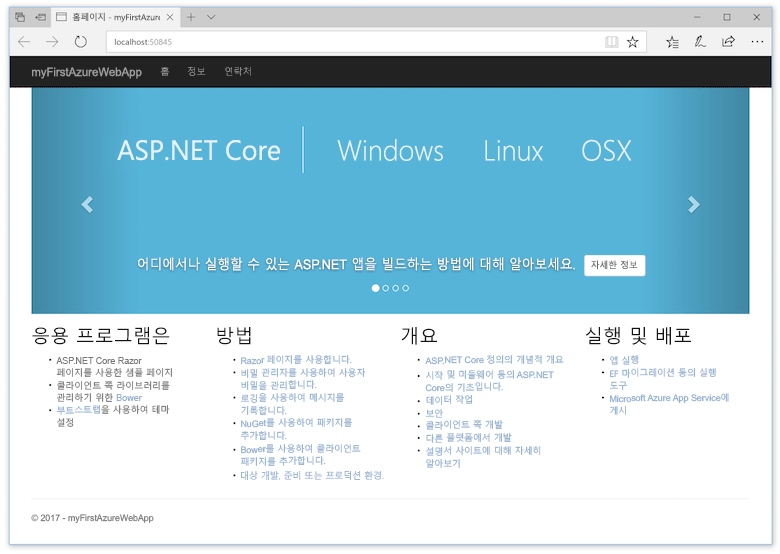 홈페이지 - myFirstAzure
localhost:50845
myFirstAzureWebApp 홈 정보 연락처
ASP.NET Core Windows Linux OSX
어디에서나 실행할 수 있는 ASP.NET 앱을 빌드하는 방법에 대해 알아보세요. 자세한 정보
응용 프로그램은
ASP.NET Core Razor
페이지를 사용한 샘플 페이지
클라이언트 쪽 라이브러리를
관리하기 위한 Bower
부트스트랩을 사용하여 테마
설정
방법
Razor 페이지를 사용합니다.
비밀 관리자를 사용하여 사용자
비밀을 관리합니다.
로깅을 사용하여 메시지를
기록합니다.
NuGet를 사용하여 패키지를
추가합니다.
Bower를 사용하여 클라이언트
패키지를 추가합니다.
대상 개발, 준비 또는 프로덕션 환경.
개요
ASP.NET Core 정의의 개념적 개요
시작 및 미들웨어 등의 ASP.NET
Core의 기초입니다.
데이터 작업
보안
클라이언트 쪽 개발
다른 플랫폼에서 개발
설명서 사이트에 대해 자세히
알아보기
실행 및 배포
앱 실행
EF 마이그레이션 등의 실행
도구
Microsoft Azure App Service에
게시
© 2017 - myFirstAzureWebApp